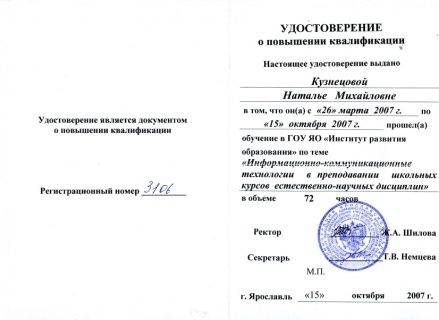 Удостоверение является документом
о повышении квалификации
Регистрационный номер 3106
УДОСТОВЕРЕНИЕ
о повышении квалификации
Настоящее удостоверение выдано
Кузнецовой
Наталье Михайловне
в том, что он(а) с «26» марта 2007 г. по
«15» октября 2007 г. прошел(а)
обучение в ГОУ ЯО «Институт развития
образования» по теме
«Информационно-коммуникационные
технологии в преподавании школьных
курсов естественно-научных дисциплин»
в объеме 72 часов
Ректор Ж.А. Шилова
Секретарь Т.В. Немцева
М.П.
г. Ярославль «15» октября 2007 г.